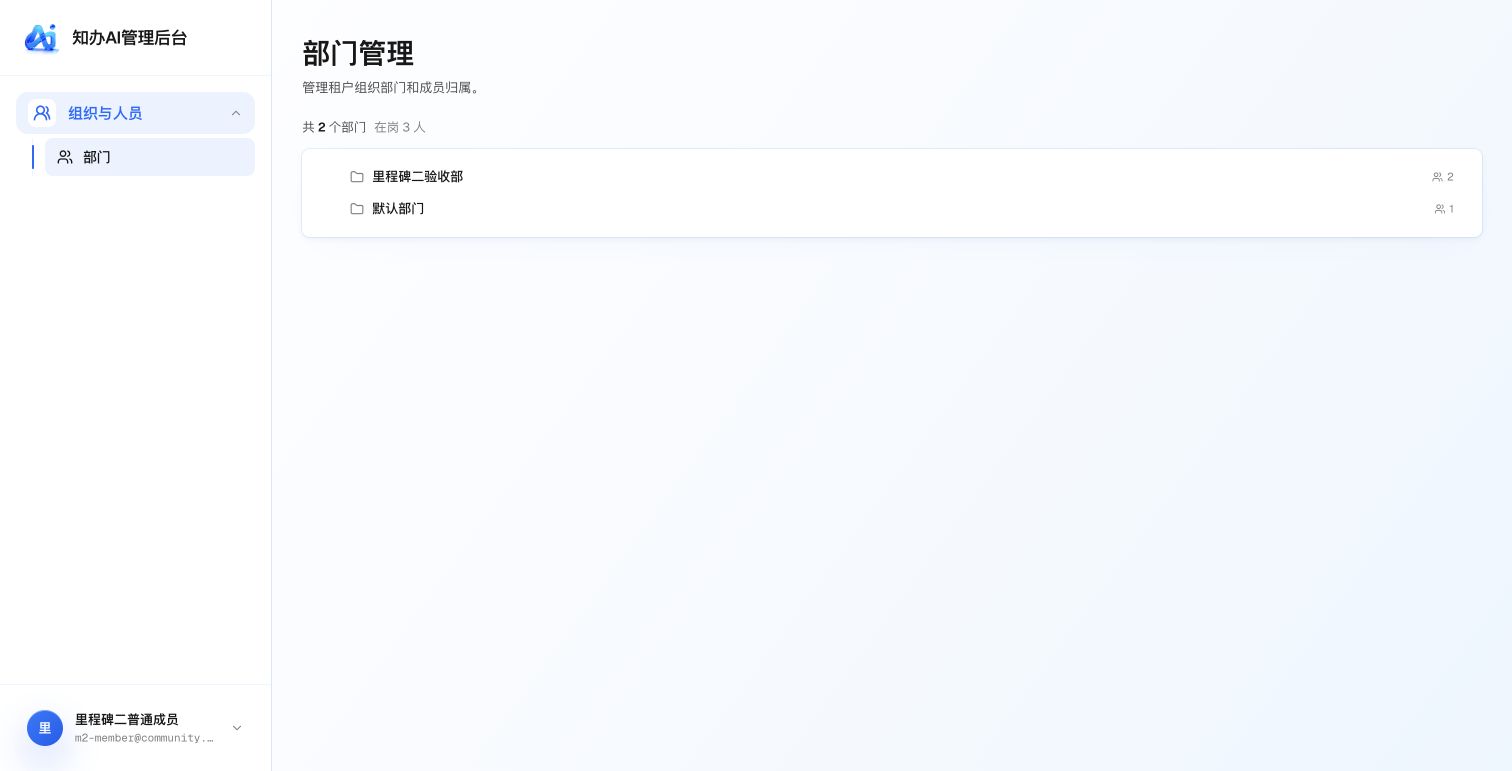 知办AI管理后台
组织与人员
部门
部门管理
管理租户组织部门和成员归属。
共 2 个部门 在岗 3 人
里程碑二验收部 2
默认部门 1
里
里程碑二普通成员
m2-member@community.…